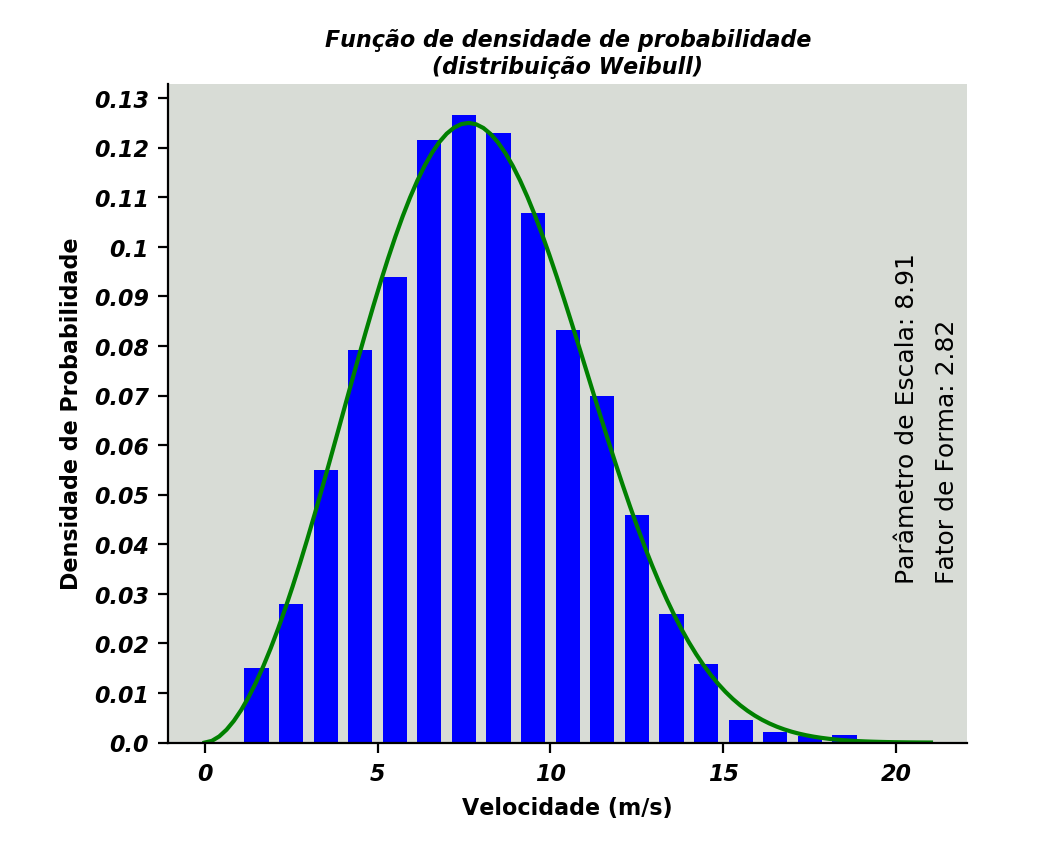 Função de densidade de probabilidade
(distribuição Weibull)
Densidade de Probabilidade
0.13
0.12
0.11
0.1
0.09
0.08
0.07
0.06
0.05
0.04
0.03
0.02
0.01
0.0
Parâmetro de Escala: 8.91
Fator de Forma: 2.82
0 5 10 15 20
Velocidade (m/s)